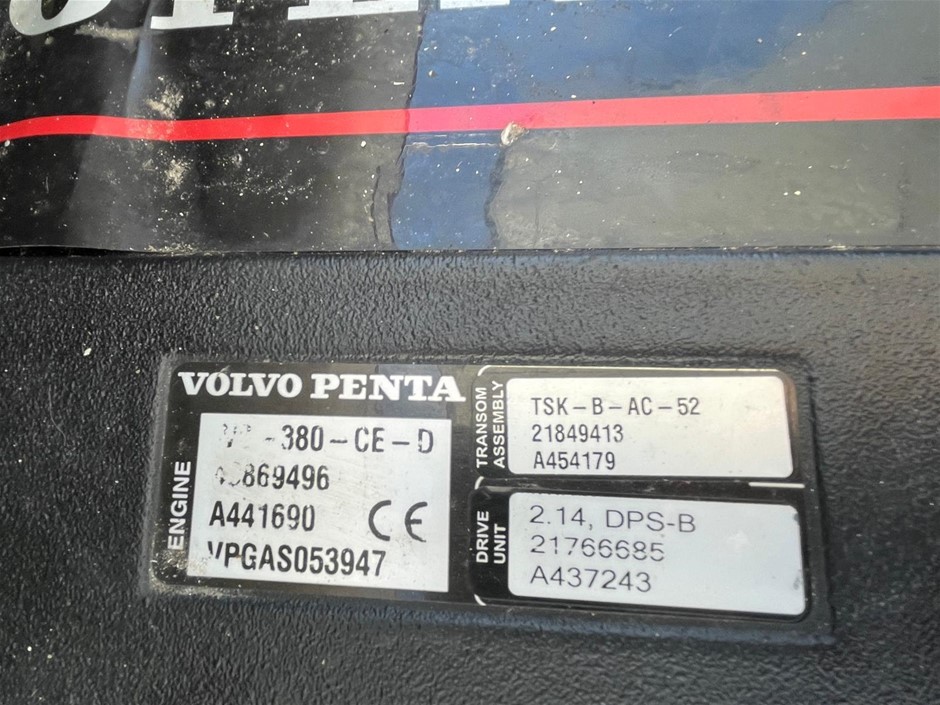 VOLVO PENTA
ENGINE
-380-CE-D
869496
A441690
CE
VPGAS053947
TRANSOM
ASSEMBLY
TSK-B-AC-52
21849413
A454179
DRIVE
UNIT
2.14, DPS-B
21766685
A437243